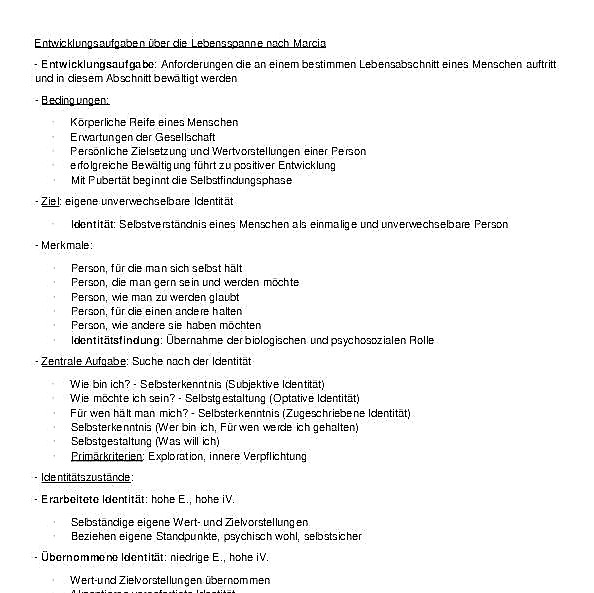 Entwicklungsaufgaben über die Lebensspanne nach Marcia
- Entwicklungsaufgabe: Anforderungen die an einem bestimmen Lebensabschnitt eines Menschen auftritt
und in diesem Abschnitt bewältigt werden
- Bedingungen:
· Körperliche Reife eines Menschen
· Erwartungen der Gesellschaft
· Persönliche Zielsetzung und Wertvorstellungen einer Person
· erfolgreiche Bewältigung führt zu positiver Entwicklung
· Mit Pubertät beginnt die Selbstfindungsphase
- Ziel: eigene unverwechselbare Identität
· Identität: Selbstverständnis eines Menschen als einmalige und unverwechselbare Person
- Merkmale:
· Person, für die man sich selbst hält
· Person, die man gern sein und werden möchte
· Person, wie man zu werden glaubt
· Person, für die einen andere halten
· Person, wie andere sie haben möchten
· Identitätsfindung: Übernahme der biologischen und psychosozialen Rolle
- Zentrale Aufgabe: Suche nach der Identität
· Wie bin ich? - Selbsterkenntnis (Subjektive Identität)
· Wie möchte ich sein? - Selbstgestaltung (Optative Identität)
· Für wen hält man mich? - Selbsterkenntnis (Zugeschriebene Identität)
· Selbsterkenntnis (Wer bin ich, Für wen werde ich gehalten)
· Selbstgestaltung (Was will ich)
· Primärkriterien: Exploration, innere Verpflichtung
- Identitätszustände:
- Erarbeitete Identität: hohe E., hohe iV.
· Selbständige eigene Wert- und Zielvorstellungen
· Beziehen eigene Standpunkte, psychisch wohl, selbstsicher
- Übernommene Identität: niedrige E., hohe iV.
· Wert-und Zielvorstellungen übernommen